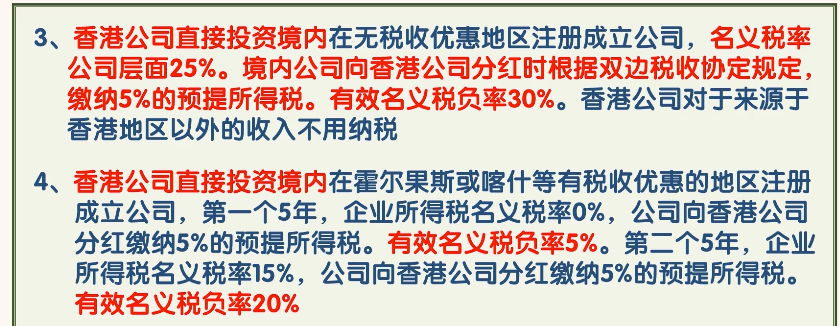 3、香港公司直接投资境内在无税收优惠地区注册成立公司，名义税率
公司层面25%。境内公司向香港公司分红时根据双边税收协定规定，
缴纳5%的预提所得税。有效名义税负率30%。香港公司对于来源于
香港地区以外的收入不用纳税
4、香港公司直接投资境内在霍尔果斯或喀什等有税收优惠的地区注册
成立公司，第一个5年，企业所得税名义税率0%，公司向香港公司
分红缴纳5%的预提所得税。有效名义税负率5%。第二个5年，企业
所得税名义税率15%，公司向香港公司分红缴纳5%的预提所得税。
有效名义税负率20%